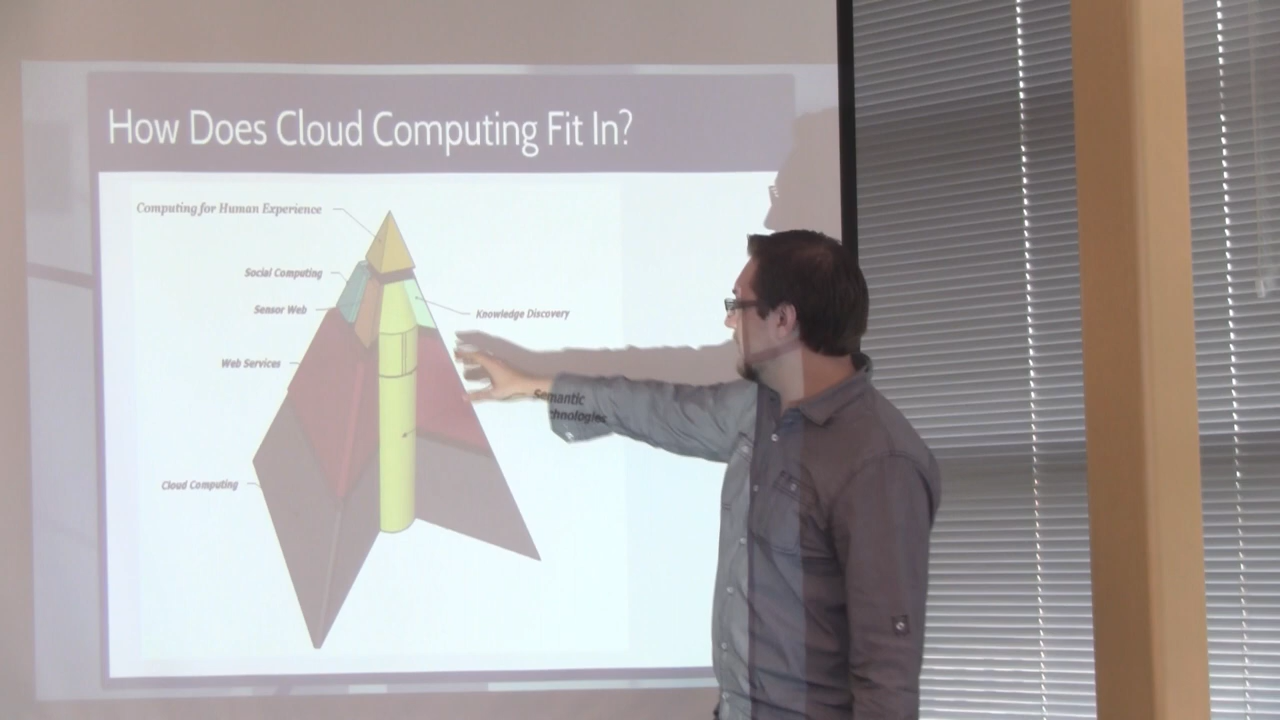 How Does Cloud Computing Fit In?
Computing for Human Experience
Social Computing
Sensor Web
Knowledge Discovery
Web Services
Semantic
chnologies
Cloud Computing